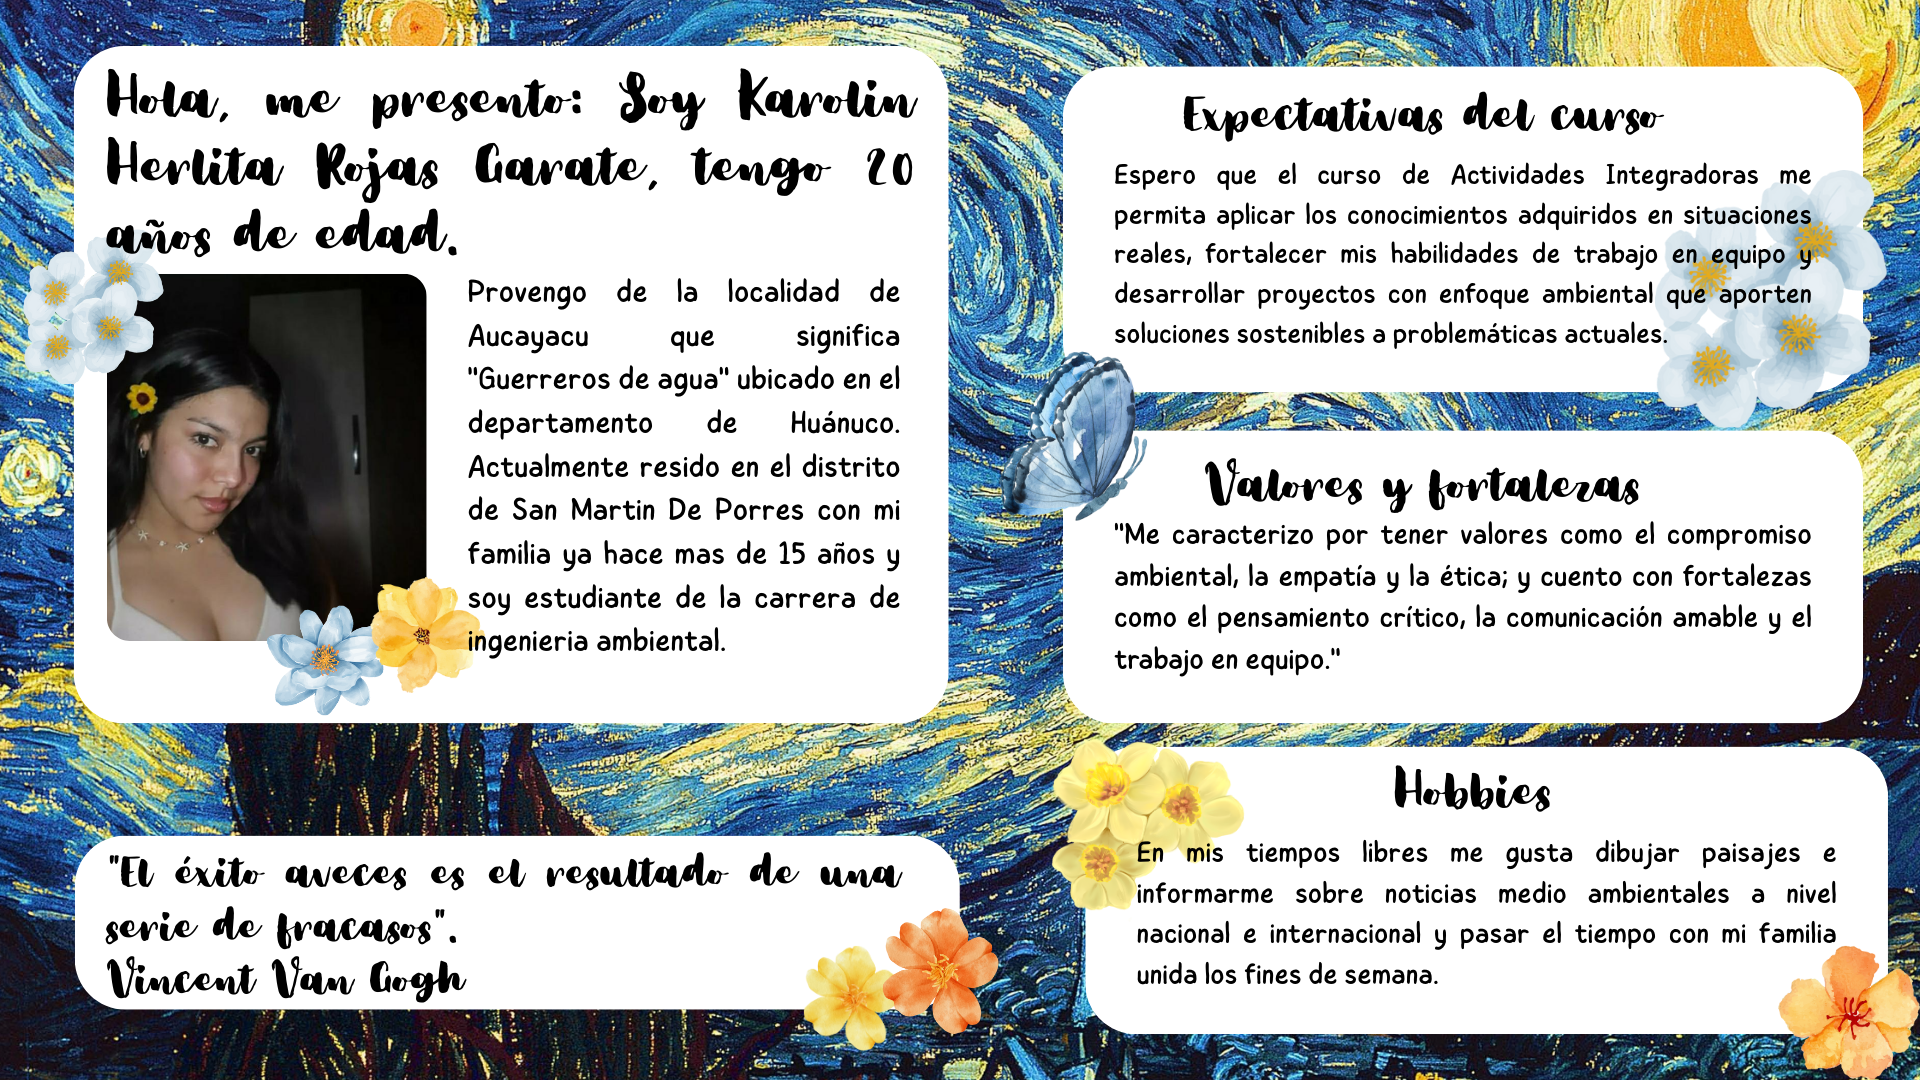 Hola, me presento: Soy Karolin
Herlita Rojas Garate, tengo 20
años de edad.
Provengo de la localidad de
Aucayacu que significa
"Guerreros de agua" ubicado en el
departamento de Huánuco.
Actualmente resido en el distrito
de San Martin De Porres con mi
familia ya hace mas de 15 años y
soy estudiante de la carrera de
ingenieria ambiental.
"El éxito aveces es el resultado de una
serie de fracasos".
Vincent Van Gogh
Expectativas del curso
Espero que el curso de Actividades Integradoras me
permita aplicar los conocimientos adquiridos en situaciones
reales, fortalecer mis habilidades de trabajo en equipo y
desarrollar proyectos con enfoque ambiental que aporten
soluciones sostenibles a problemáticas actuales.
Valores y fortalezas
"Me caracterizo por tener valores como el compromiso
ambiental, la empatía y la ética; y cuento con fortalezas
como el pensamiento crítico, la comunicación amable y el
trabajo en equipo."
Hobbies
En mis tiempos libres me gusta dibujar paisajes e
informarme sobre noticias medio ambientales a nivel
nacional e internacional y pasar el tiempo con mi familia
unida los fines de semana.